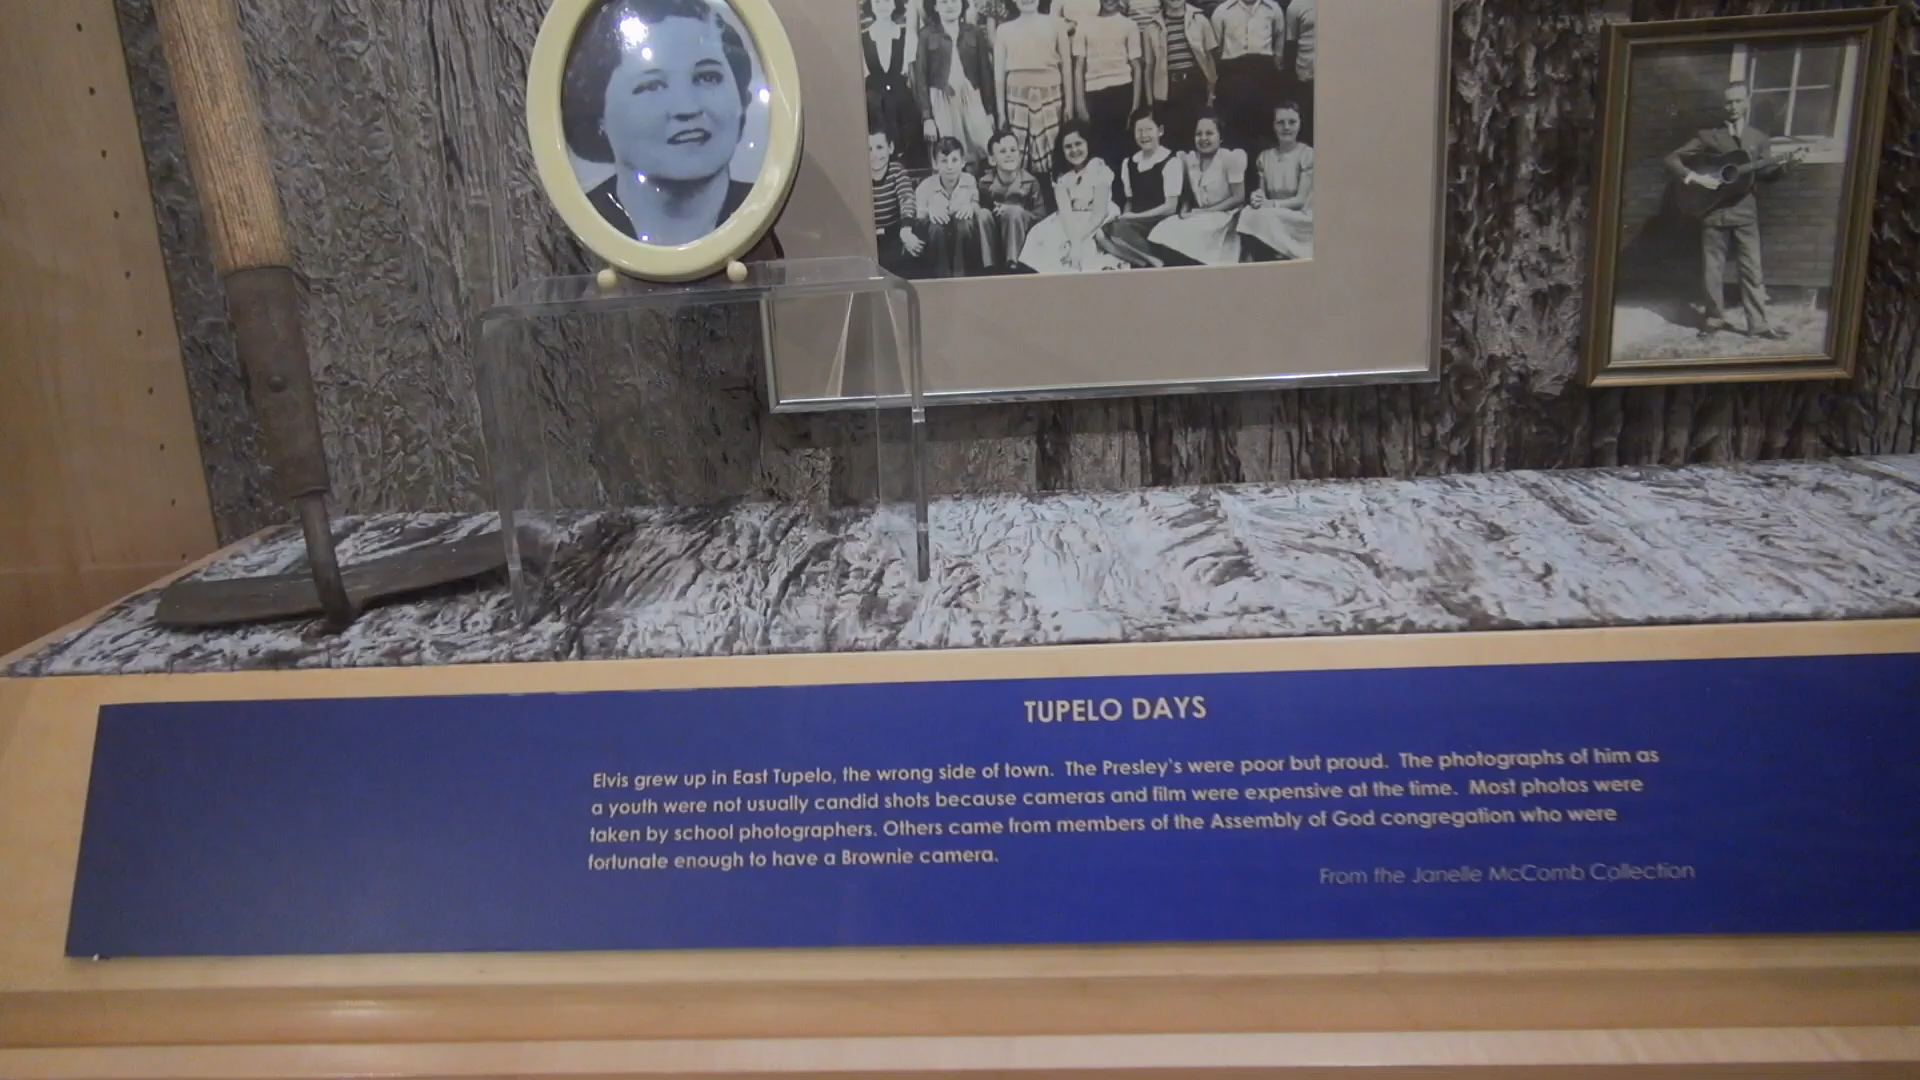 TUPELO DAYS
Elvis grew up in East Tupelo, the wrong side of town. The Presley's were poor but proud. The photographs of him as
a youth were not usually candid shots because cameras and film were expensive at the time. Most photos were
taken by school photographers. Others came from members of the Assembly of God congregation who were
fortunate enough to have a Brownie camera.
From the Janelle McComb Collection